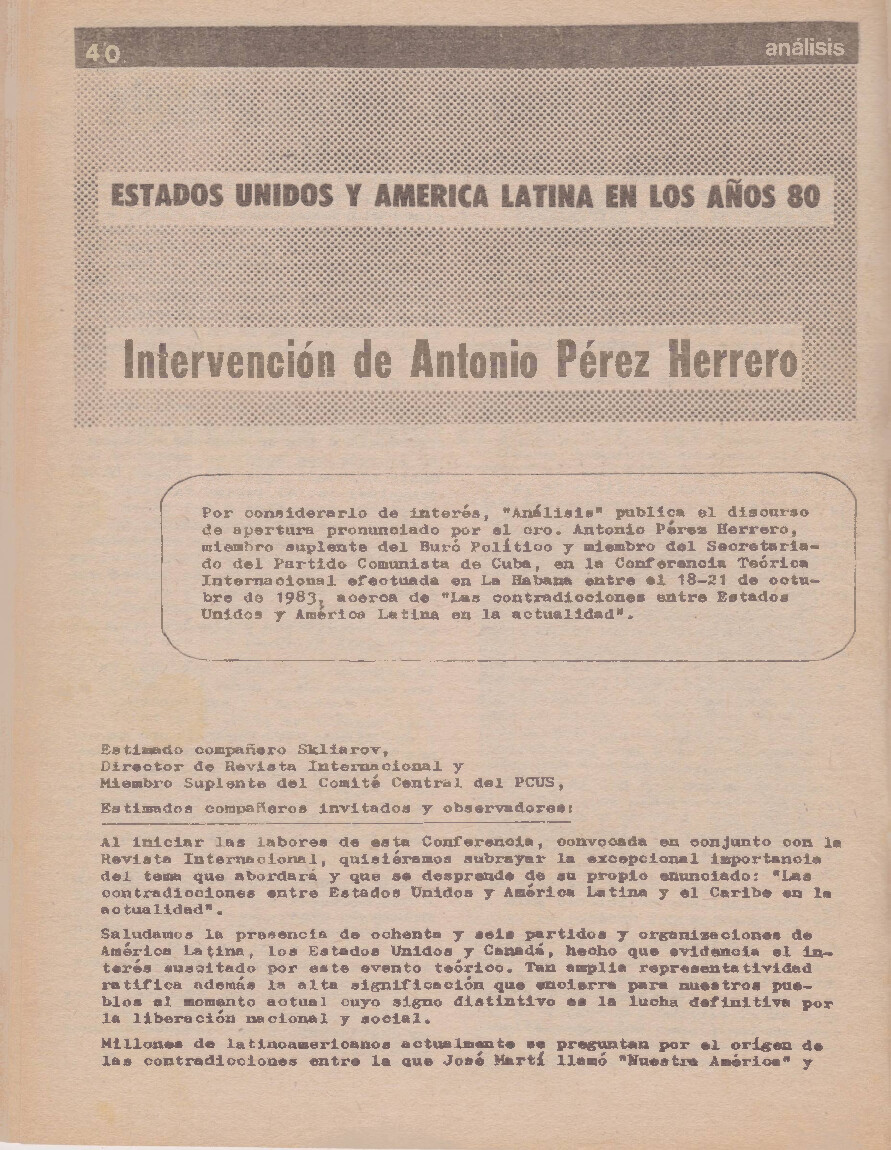 40
análisis
ESTADOS UNIDOS Y AMERICA LATINA EN LOS AÑOS 80
Intervención de Antonio Pérez Herrero
Por considerarlo de interés, "Análisis" publica el discurso
de apertura pronunciado por el cro. Antonio Pérez Herrero,
miembro suplente del Buró Político y miembro del Secretaria-
do del Partido Comunista de Cuba, en la Conferencia Teórica
Internacional efectuada en La Habana entre el 18-21 de octu-
bre de 1983, acerca de "Las contradicciones entre Estados
Unidos y América Latina en la actualidad".
Estimado compañero Skliarov,
Director de Revista Internacional y
Miembro Suplente del Comité Central del PCUS,
Estimados compañeros invitados y observadores:
Al iniciar las labores de esta Conferencia, convocada en conjunto con la
Revista Internacional, quisiéramos subrayar la excepcional importancia
del tema que abordará y que se desprende de su propio enunciado: "Las
contradicciones entre Estados Unidos y América Latina y el Caribe en la
actualidad".
Saludamos la presencia de ochenta y seis partidos y organizaciones de
América Latina, los Estados Unidos y Canadá, hecho que evidencia el in-
terés suscitado por este evento teórico. Tan amplia representatividad
ratifica además la alta significación que encierra para nuestros pue-
blos el momento actual cuyo signo distintivo es la lucha definitiva por
la liberación nacional y social.
Millones de latinoamericanos actualmente se preguntan por el orígen de
las contradicciones entre la que José Martí llamó "Nuestra América" y